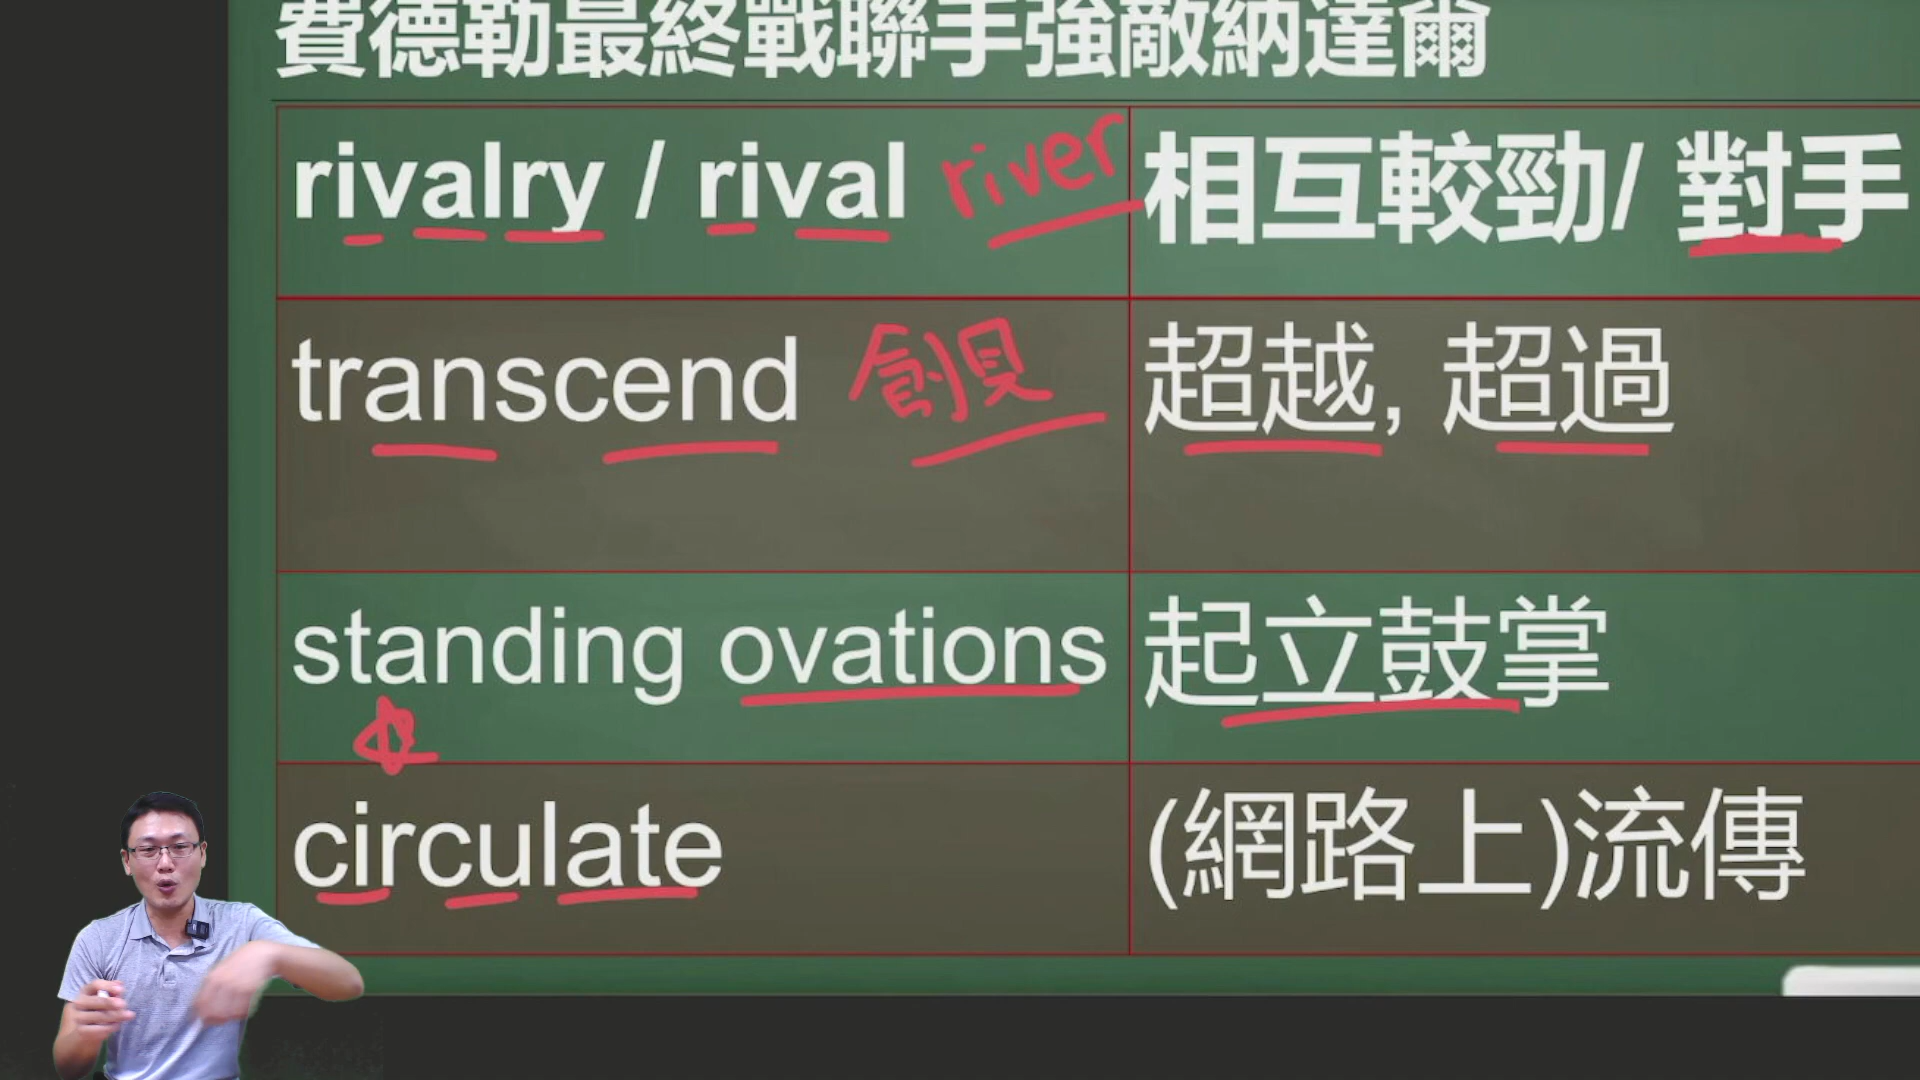 費德勒最終戰聯手強敵納達爾
rivalry / rival river 相互較勁/ 對手
transcend 創見 超越, 超過
standing ovations 起立鼓掌
circulate (網路上)流傳